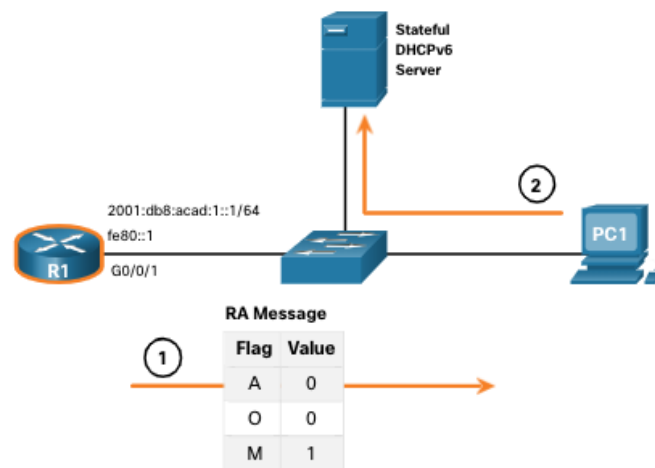 Stateful
DHCPv6
Server
2
2001:db8:acad:1::1/64
fe80::1
PC1
R1
G0/0/1
RA Message
1
Flag Value
A 0
O 0
M 1